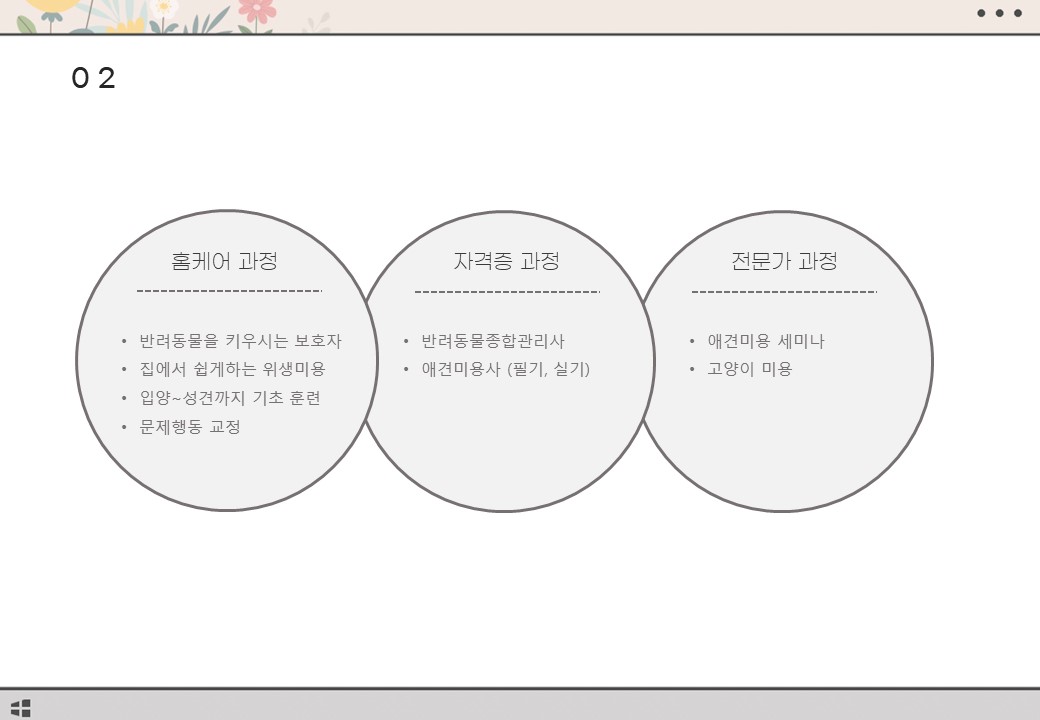 02
홈케어 과정
• 반려동물을 키우시는 보호자
• 집에서 쉽게하는 위생미용
• 입양~성견까지 기초 훈련
• 문제행동 교정
자격증 과정
• 반려동물종합관리사
• 애견미용사 (필기, 실기)
전문가 과정
• 애견미용 세미나
• 고양이 미용